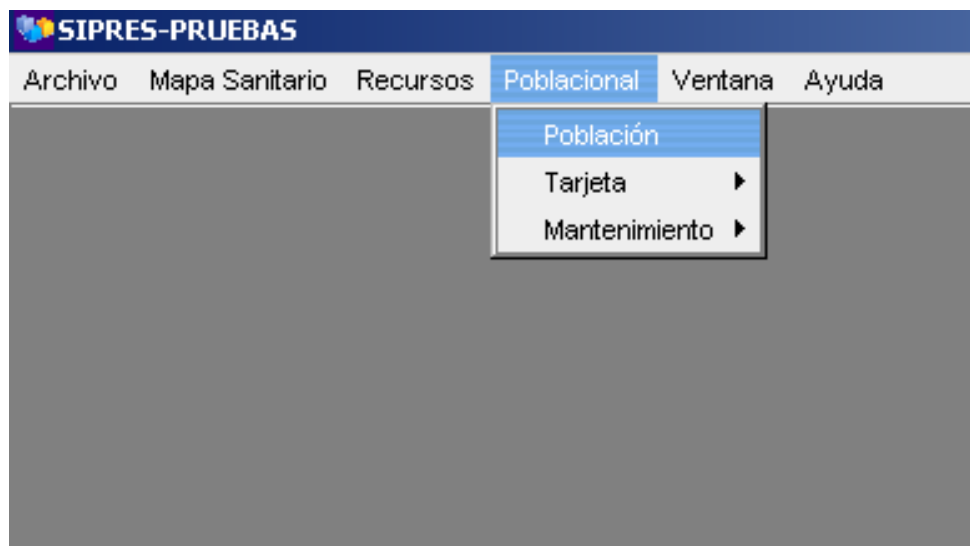 SIPRES-PRUEBAS
Archivo Mapa Sanitario Recursos Poblacional Ventana Ayuda
Población
Tarjeta
Mantenimiento